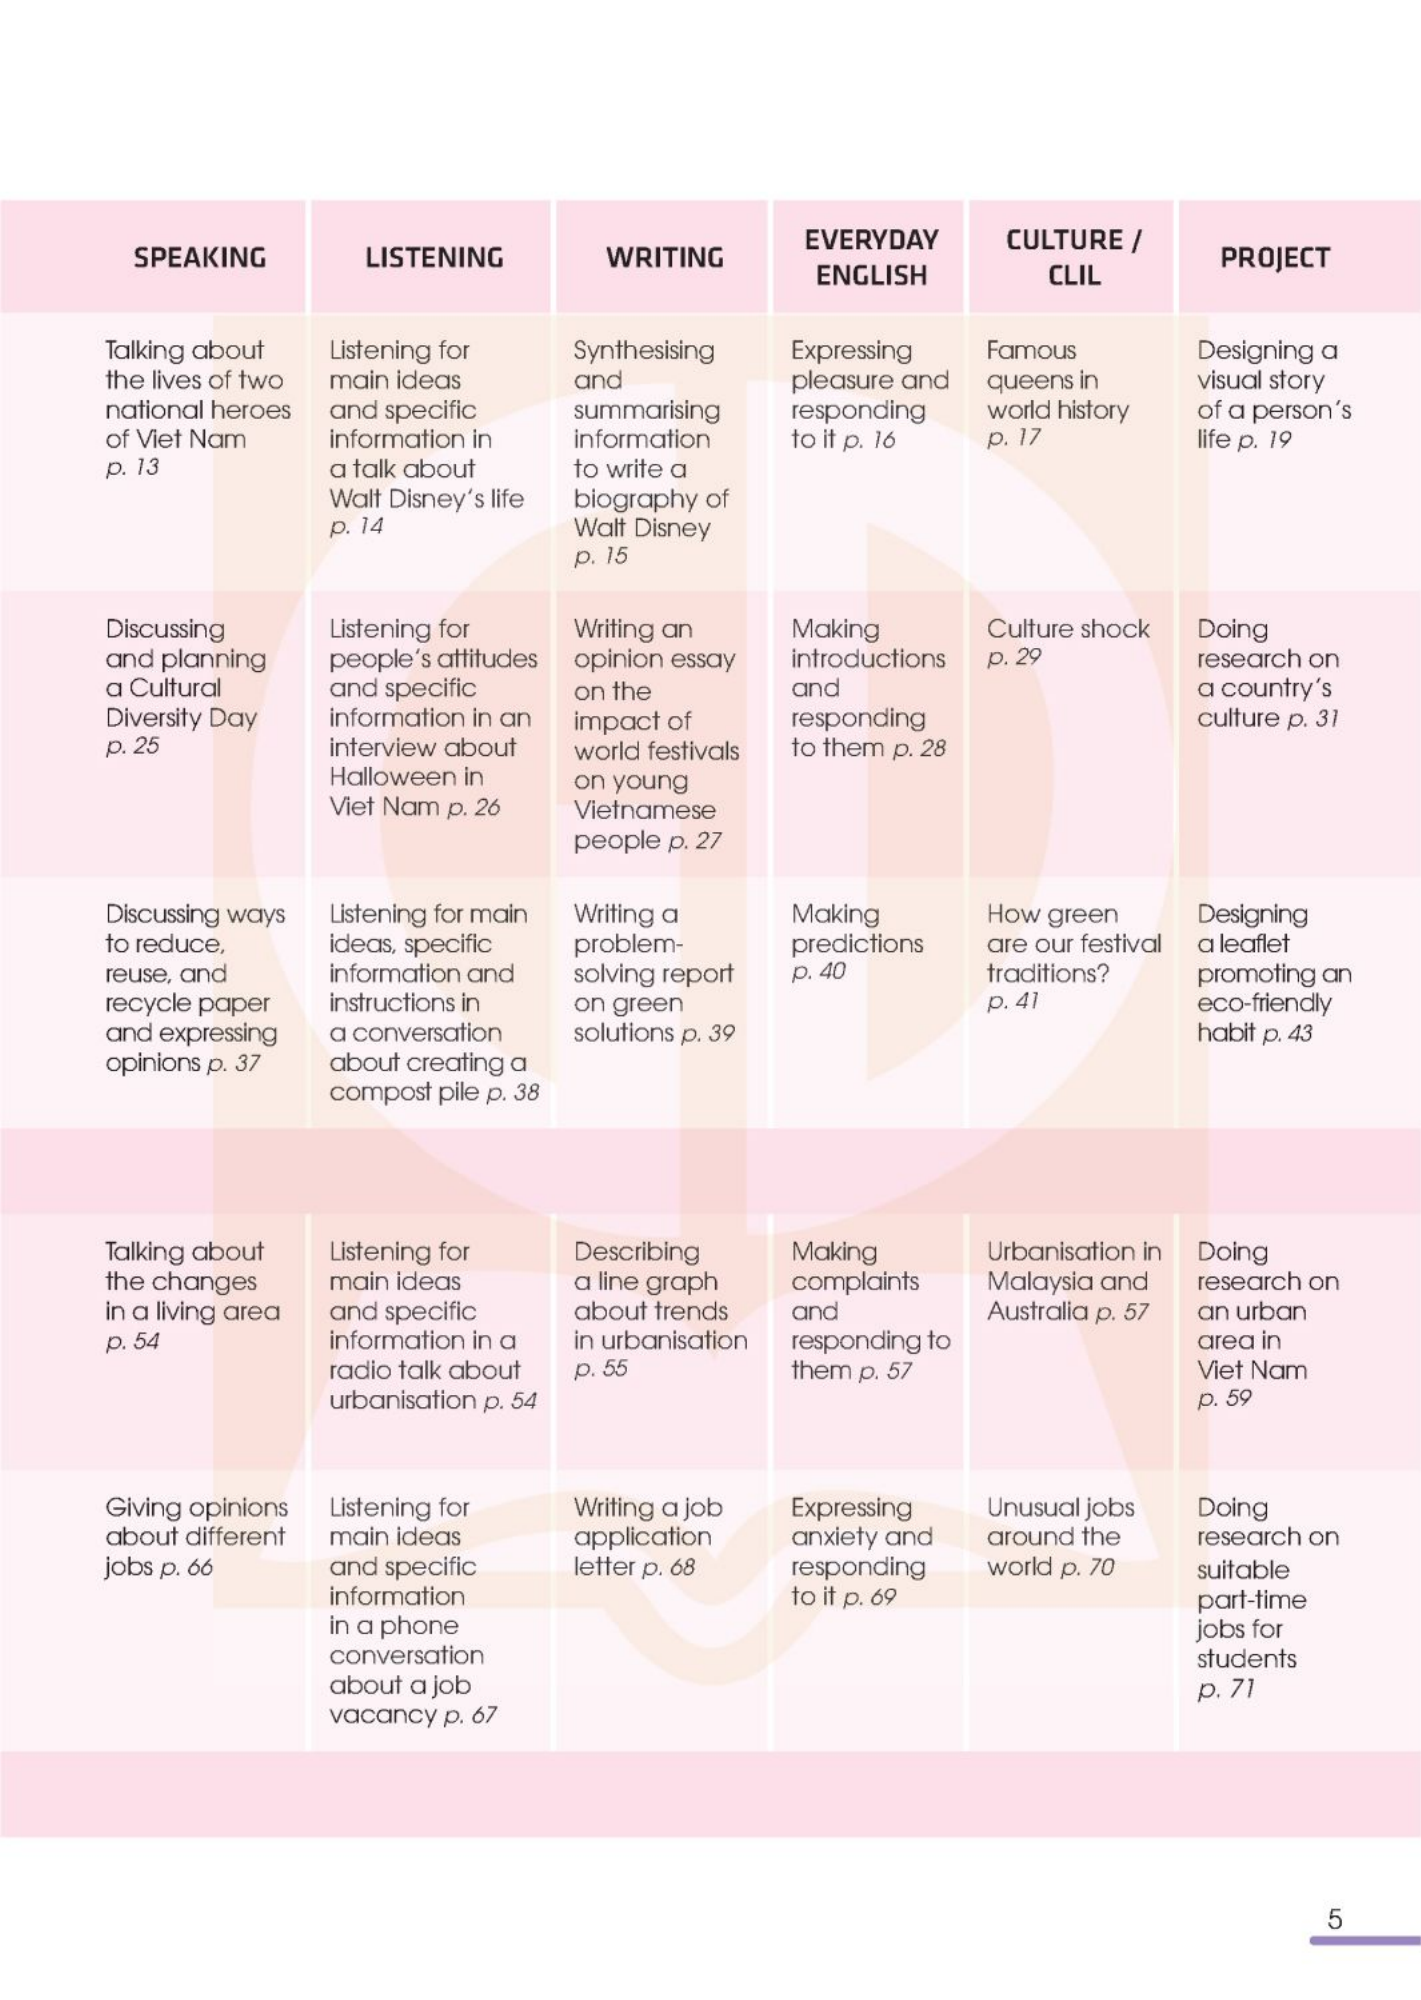 SPEAKING
LISTENING
WRITING
EVERYDAY
ENGLISH
CULTURE /
CLIL
PROJECT
Talking about
the lives of two
national heroes
of Viet Nam
p. 13
Listening for
main ideas
and specific
information in
a talk about
Walt Disney's life
p. 14
Synthesising
and
summarising
information
to write a
biography of
Walt Disney
p. 15
Expressing
pleasure and
responding
to it p. 16
Famous
queens in
world history
p. 17
Designing a
visual story
of a person's
life p. 19
Discussing
and planning
a Cultural
Diversity Day
p. 25
Listening for
people's attitudes
and specific
information in an
interview about
Halloween in
Viet Nam p. 26
Writing an
opinion essay
on the
impact of
world festivals
on young
Vietnamese
people p. 27
Making
introductions
and
responding
to them p. 28
Culture shock
p. 29
Doing
research on
a country's
culture p. 31
Discussing ways
to reduce,
reuse, and
recycle paper
and expressing
opinions p. 37
Listening for main
ideas, specific
information and
instructions in
a conversation
about creating a
compost pile p. 38
Writing a
problem-
solving report
on green
solutions p. 39
Making
predictions
p. 40
How green
are our festival
traditions?
p. 41
Designing
a leaflet
promoting an
eco-friendly
habit p. 43
Talking about
the changes
in a living area
p. 54
Listening for
main ideas
and specific
information in a
radio talk about
urbanisation p. 54
Describing
a line graph
about trends
in urbanisation
p. 55
Making
complaints
and
responding to
them p. 57
Urbanisation in
Malaysia and
Australia p. 57
Doing
research on
an urban
area in
Viet Nam
p. 59
Giving opinions
about different
jobs p. 66
Listening for
main ideas
and specific
information
in a phone
conversation
about a job
vacancy p. 67
Writing a job
application
letter p. 68
Expressing
anxiety and
responding
to it p. 69
Unusual jobs
around the
world p. 70
Doing
research on
suitable
part-time
jobs for
students
p. 71
5